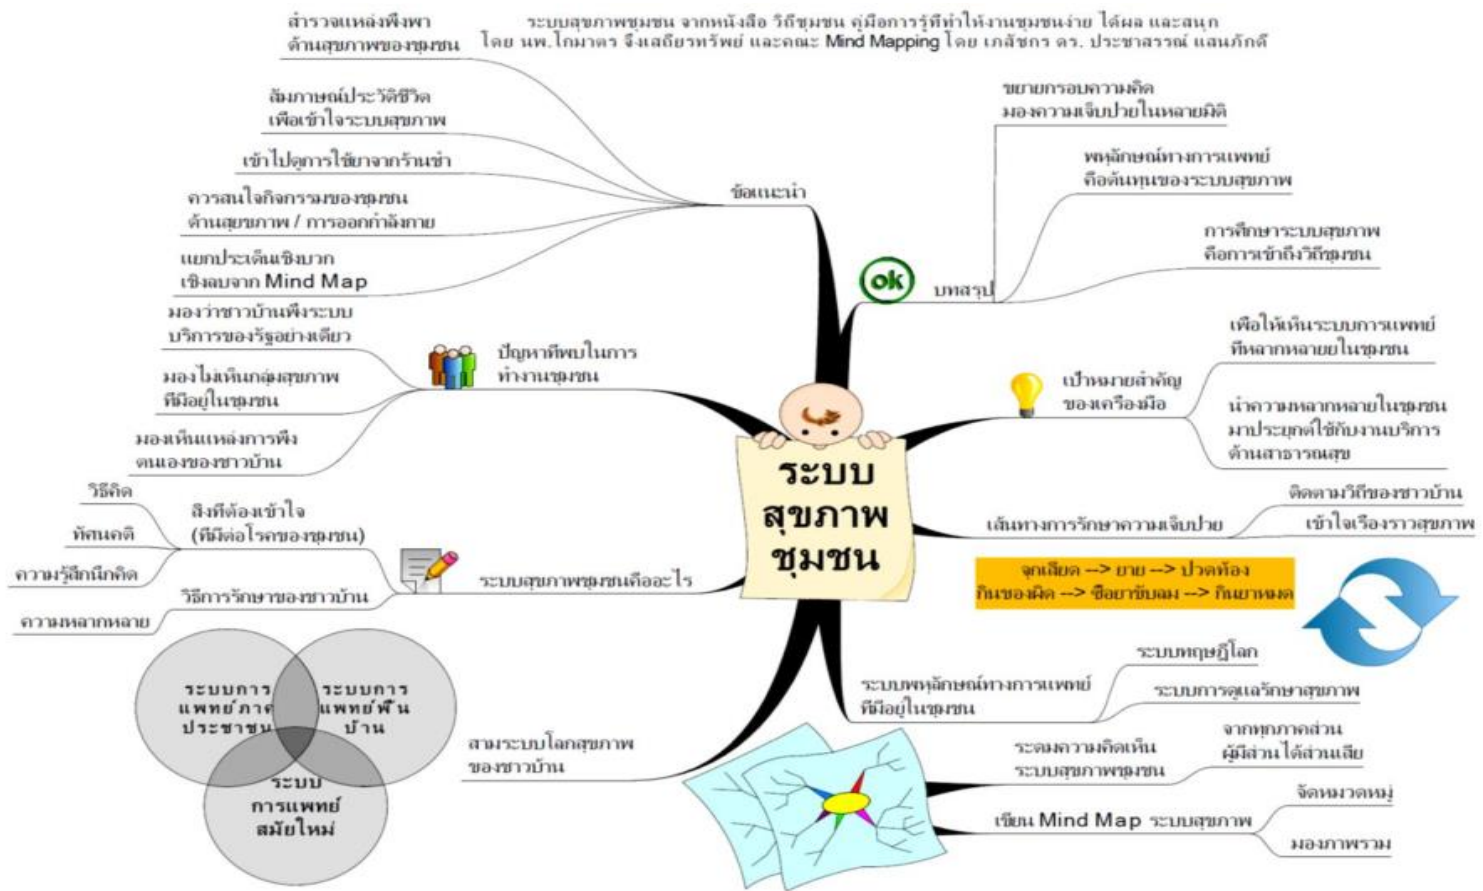 ระบบสุขภาพชุมชน จากหนังสือ วิถีชุมชน คู่มือการรู้ที่ทำให้งานชุมชนง่าย ได้ผล และสนุก
โดย นพ.โกมาตร จึงเสถียรทรัพย์ และคณะ Mind Mapping โดย เภสัชกร ดร. ประชาสรรณ์ แสนภักดี
สำรวจแหล่งพึ่งพา
ด้านสุขภาพของชุมชน
สัมภาษณ์ประวัติชีวิต
เพื่อเข้าใจระบบสุขภาพ
เข้าไปดูการใช้ยาจากร้านชำ
ควรสนใจกิจกรรมของชุมชน
ด้านสุขภาพ / การออกกำลังกาย
แยกประเด็นเชิงบวก
เชิงลบจาก Mind Map
ข้อแนะนำ
ขยายกรอบความคิด
มองความเจ็บป่วยในหลายมิติ
พหุลักษณ์ทางการแพทย์
คือต้นทุนของระบบสุขภาพ
การศึกษาระบบสุขภาพ
คือการเข้าถึงวิถีชุมชน
ok
บทสรุป
มองว่าชาวบ้านพึ่งระบบ
บริการของรัฐอย่างเดียว
มองไม่เห็นกลุ่มสุขภาพ
ที่มีอยู่ในชุมชน
มองเห็นแหล่งการพึ่ง
ตนเองของชาวบ้าน
ปัญหาที่พบในการ
ทำงานชุมชน
เพื่อให้เห็นระบบการแพทย์
ที่หลากหลายยในชุมชน
เป้าหมายสำคัญ
ของเครื่องมือ
นำความหลากหลายในชุมชน
มาประยุกต์ใช้กับงานบริการ
ด้านสาธารณสุข
ระบบ
สุขภาพ
ชุมชน
วิธีคิด
ทัศนคติ
ความรู้สึกนึกคิด
ความหลากหลาย
สิ่งที่ต้องเข้าใจ
(ที่มีต่อโรคของชุมชน)
วิธีการรักษาของชาวบ้าน
ระบบสุขภาพชุมชนคืออะไร
เส้นทางการรักษาความเจ็บป่วย
ติดตามวิถีของชาวบ้าน
เข้าใจเรื่องราวสุขภาพ
จุกเสียด --> ยาย --> ปวดท้อง
กินของผิด --> ซื้อยาขับลม --> กินยาหมด
ระบบการ
แพทย์ภาค
ประชาชน
ระบบการ
แพทย์พื้น
บ้าน
ระบบ
การแพทย์
สมัยใหม่
สามระบบโลกสุขภาพ
ของชาวบ้าน
ระบบพหุลักษณ์ทางการแพทย์
ที่มีอยู่ในชุมชน
ระบบทฤษฎีโลก
ระบบการดูแลรักษาสุขภาพ
ระดมความคิดเห็น
ระบบสุขภาพชุมชน
จากทุกภาคส่วน
ผู้มีส่วนได้ส่วนเสีย
เขียน Mind Map ระบบสุขภาพ
จัดหมวดหมู่
มองภาพรวม